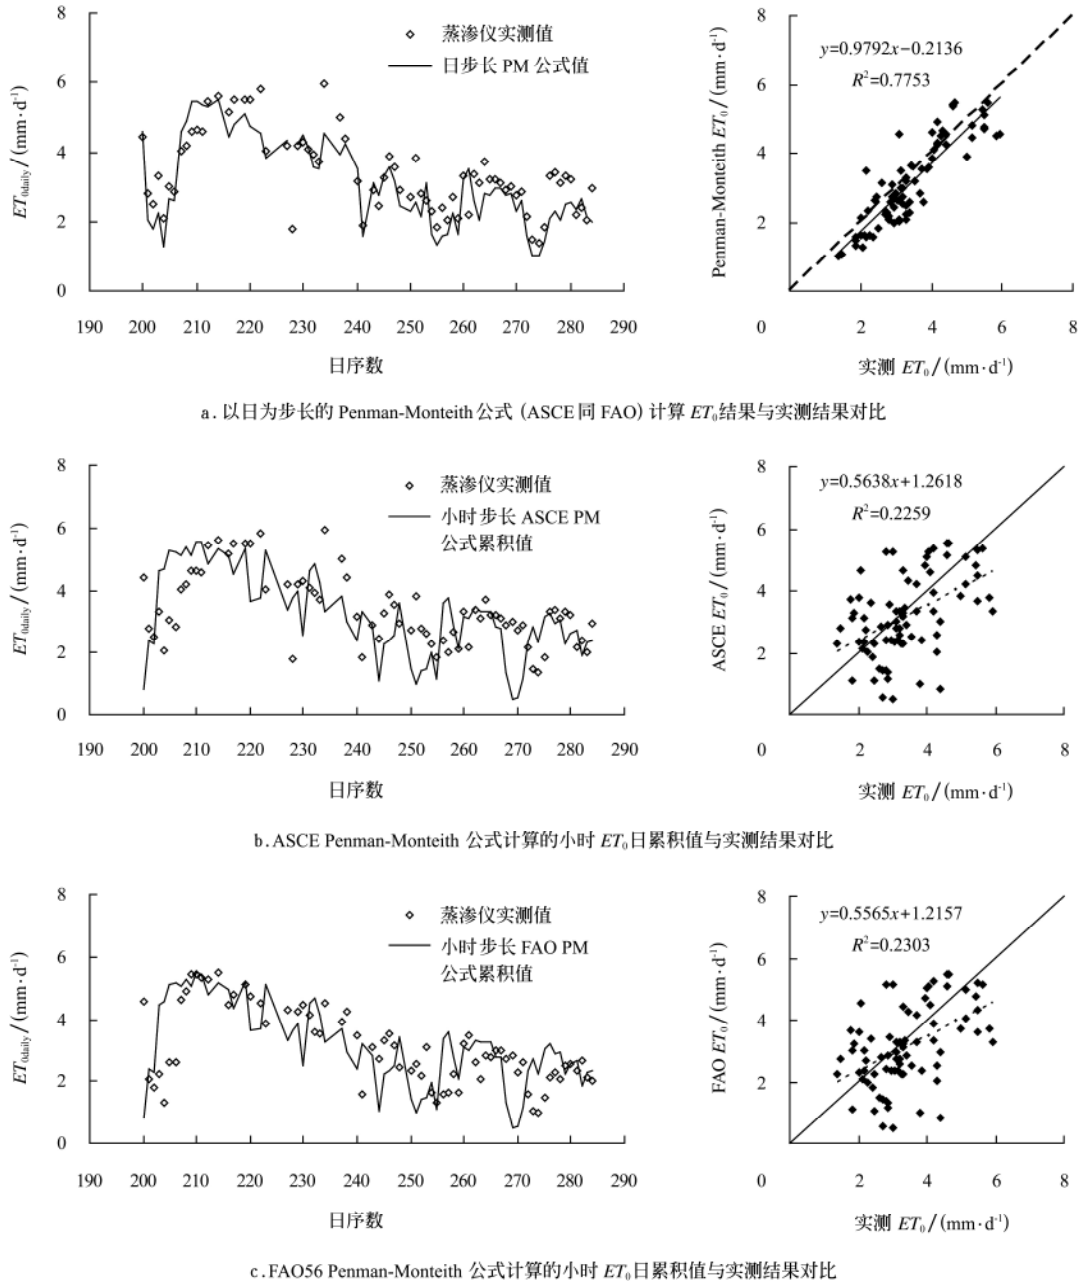 8
6
4
2
0
ET0daily/(mm·d-1)
蒸渗仪实测值
日步长 PM 公式值
190 200 210 220 230 240 250 260 270 280 290
日序数
8
6
4
2
Penman-Monteith ET0/(mm·d-1)
y=0.9792x−0.2136
R2=0.7753
0 2 4 6 8
实测 ET0/(mm·d-1)
a. 以日为步长的 Penman-Monteith 公式 (ASCE 同 FAO) 计算 ET0结果与实测结果对比
8
6
4
2
0
ET0daily/(mm·d-1)
蒸渗仪实测值
小时步长 ASCE PM
公式累积值
190 200 210 220 230 240 250 260 270 280 290
日序数
8
6
4
2
ASCE ET0/(mm·d-1)
y=0.5638x+1.2618
R2=0.2259
0 2 4 6 8
实测 ET0/(mm·d-1)
b.ASCE Penman-Monteith 公式计算的小时 ET0日累积值与实测结果对比
8
6
4
2
0
ET0daily/(mm·d-1)
蒸渗仪实测值
小时步长 FAO PM
公式累积值
190 200 210 220 230 240 250 260 270 280 290
日序数
8
6
4
2
FAO ET0/(mm·d-1)
y=0.5565x+1.2157
R2=0.2303
0 2 4 6 8
实测 ET0/(mm·d-1)
c.FAO56 Penman-Monteith 公式计算的小时 ET0日累积值与实测结果对比